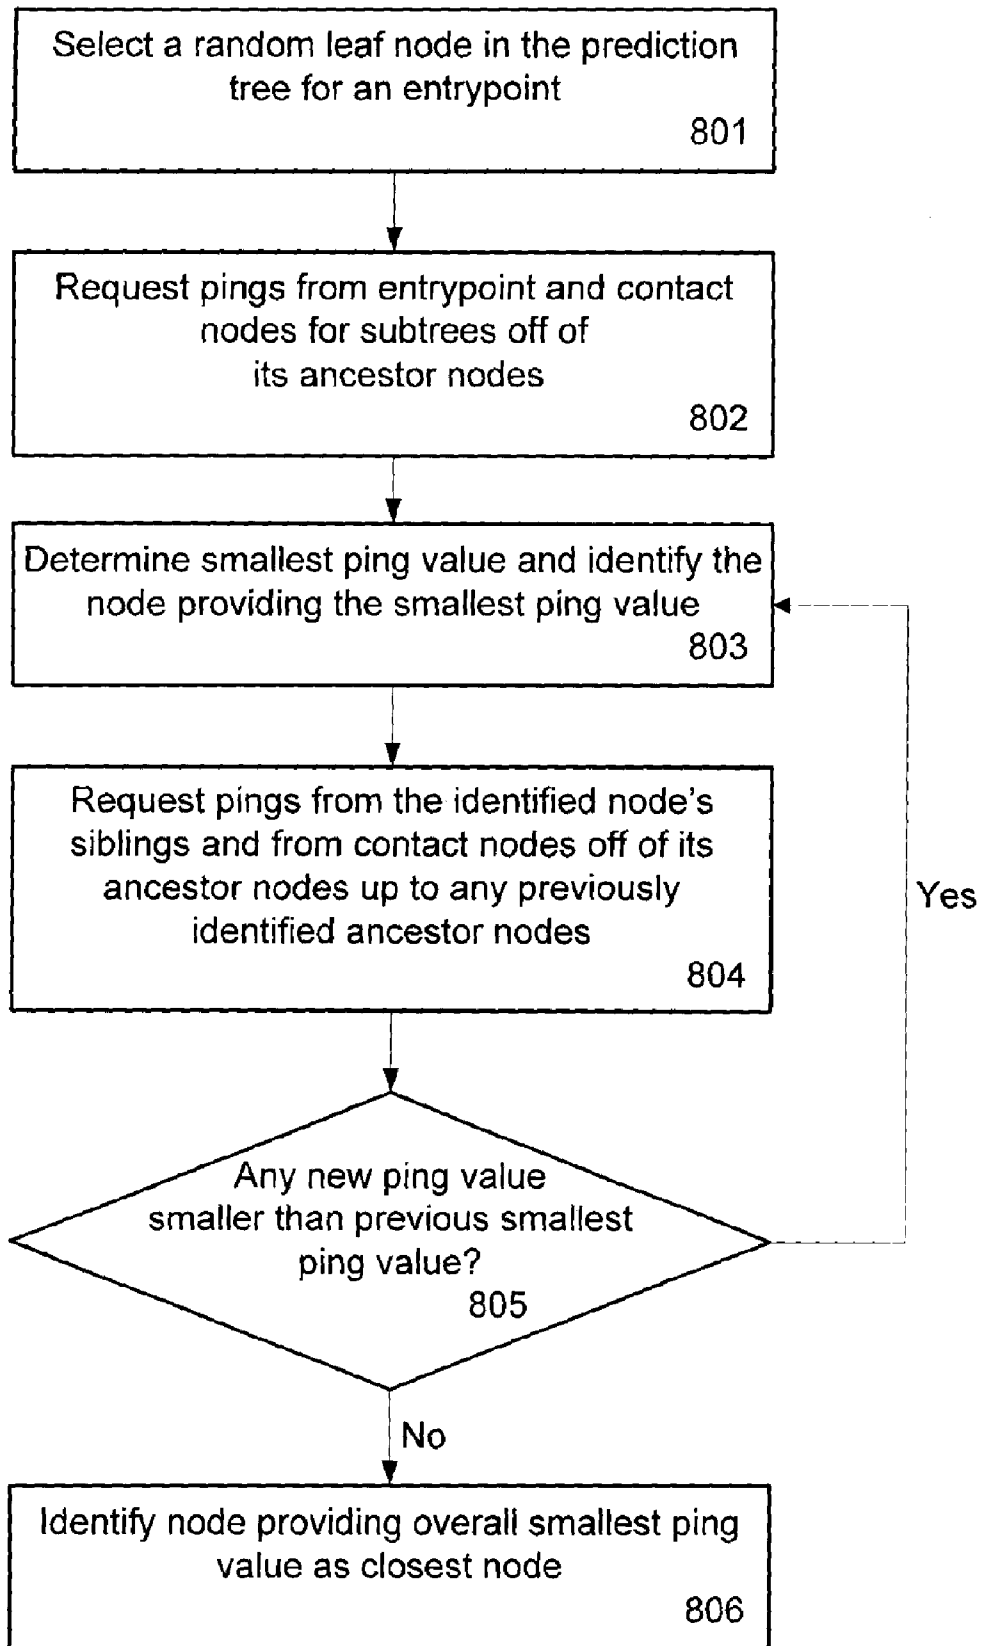 Select a random leaf node in the prediction
tree for an entrypoint
801
Request pings from entrypoint and contact
nodes for subtrees off of
its ancestor nodes
802
Determine smallest ping value and identify the
node providing the smallest ping value
803
Request pings from the identified node's
siblings and from contact nodes off of its
ancestor nodes up to any previously
identified ancestor nodes
804
Yes
Any new ping value
smaller than previous smallest
ping value?
805
No
Identify node providing overall smallest ping
value as closest node
806